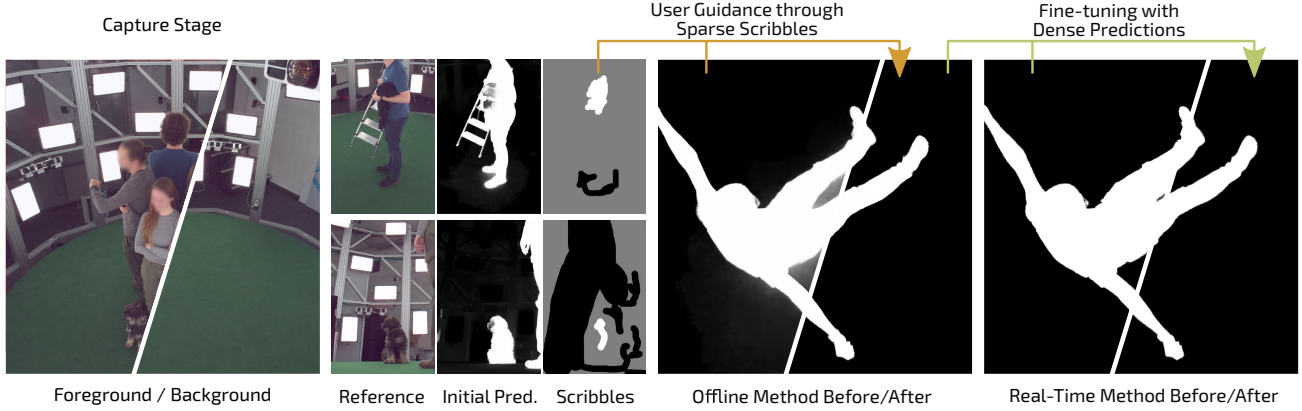 Capture Stage
User Guidance through
Sparse Scribbles
Fine-tuning with
Dense Predictions
Foreground / Background
Reference
Initial Pred.
Scribbles
Offline Method Before/After
Real-Time Method Before/After